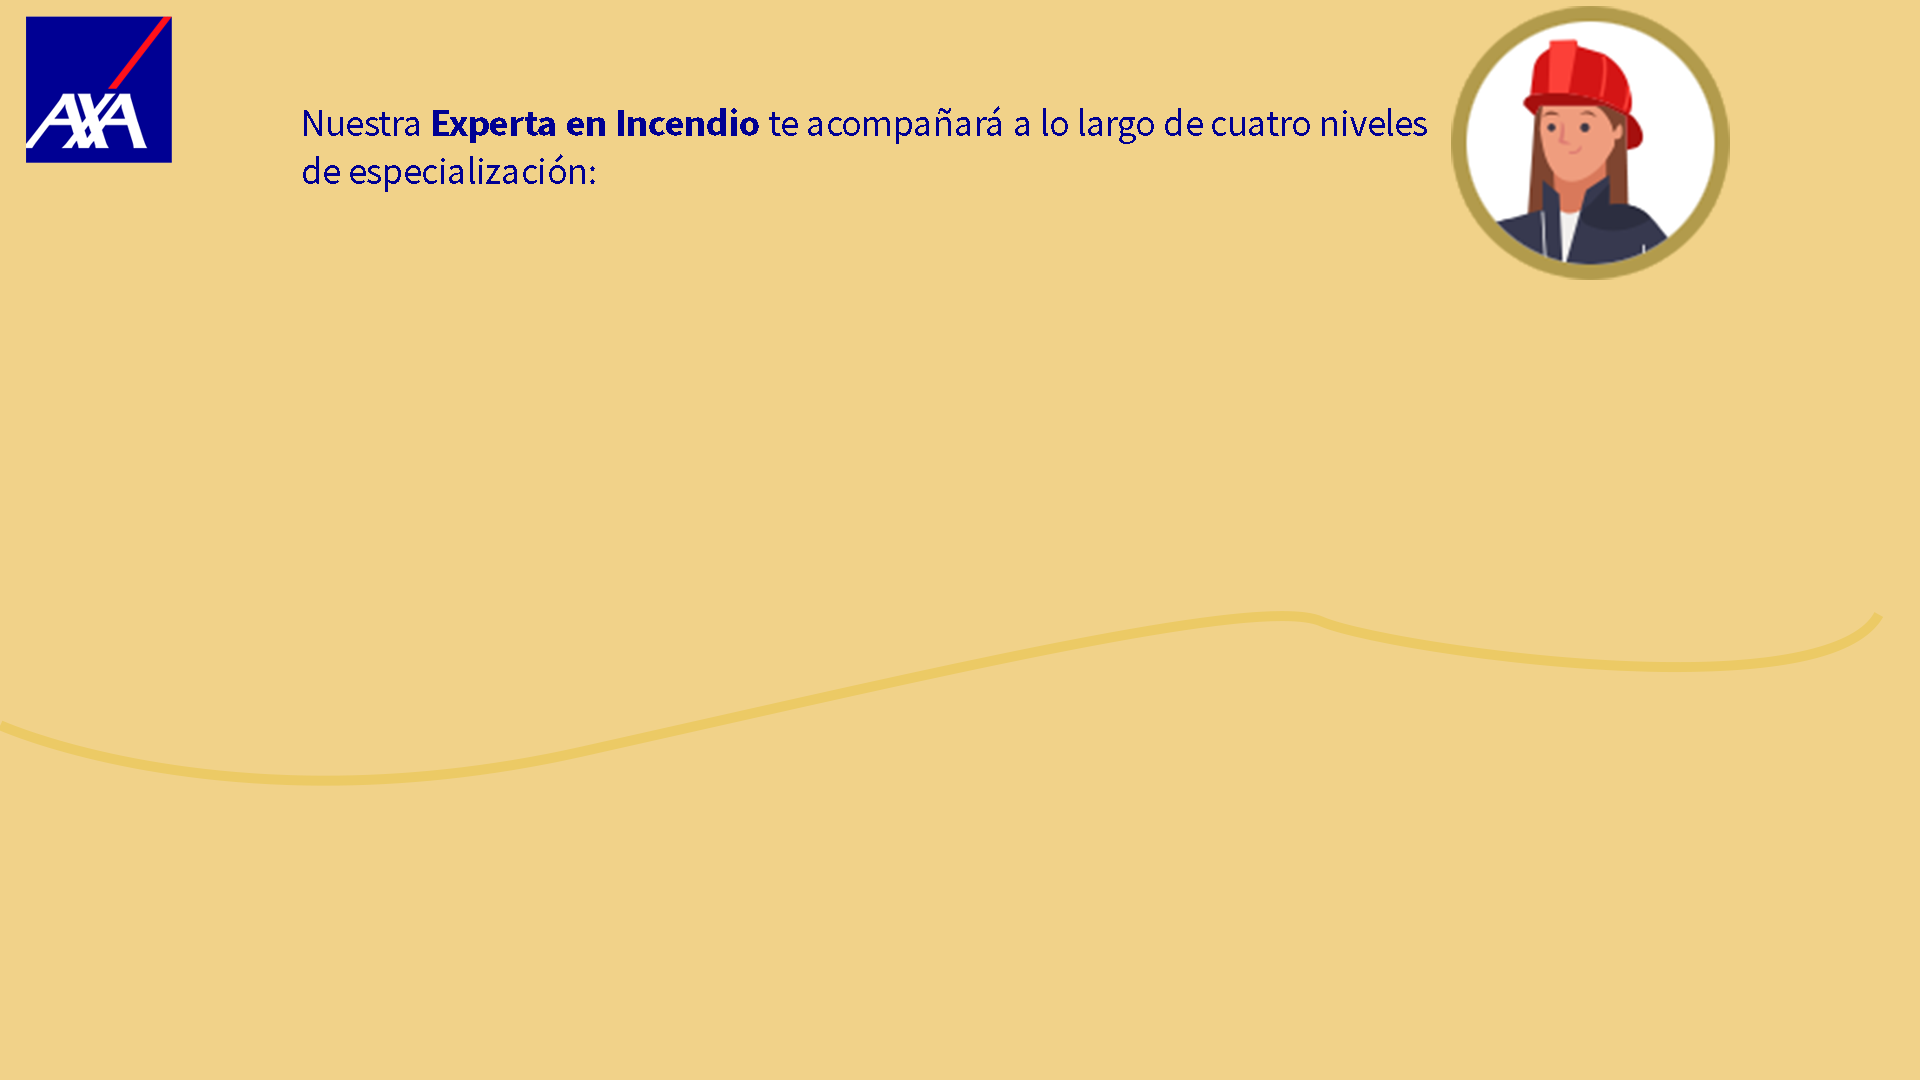 AXA
Nuestra Experta en Incendio te acompañará a lo largo de cuatro niveles
de especialización: